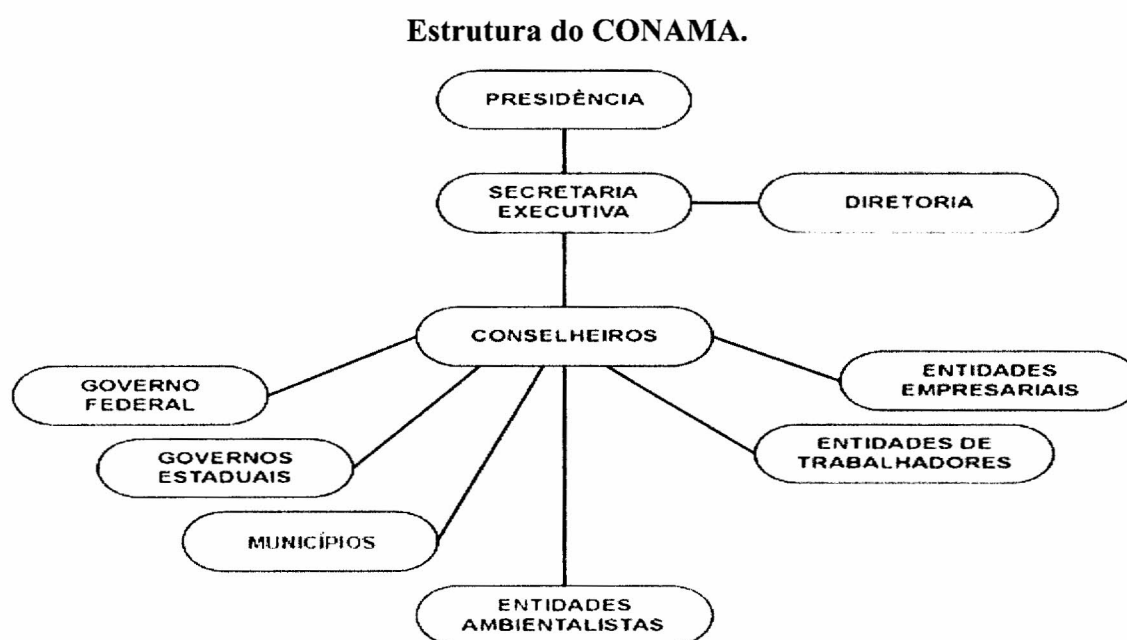 Estrutura do CONAMA.
PRESIDÊNCIA
SECRETARIA
EXECUTIVA
DIRETORIA
CONSELHEIROS
GOVERNO
FEDERAL
ENTIDADES
EMPRESARIAIS
GOVERNOS
ESTADUAIS
ENTIDADES DE
TRABALHADORES
MUNICÍPIOS
ENTIDADES
AMBIENTALISTAS